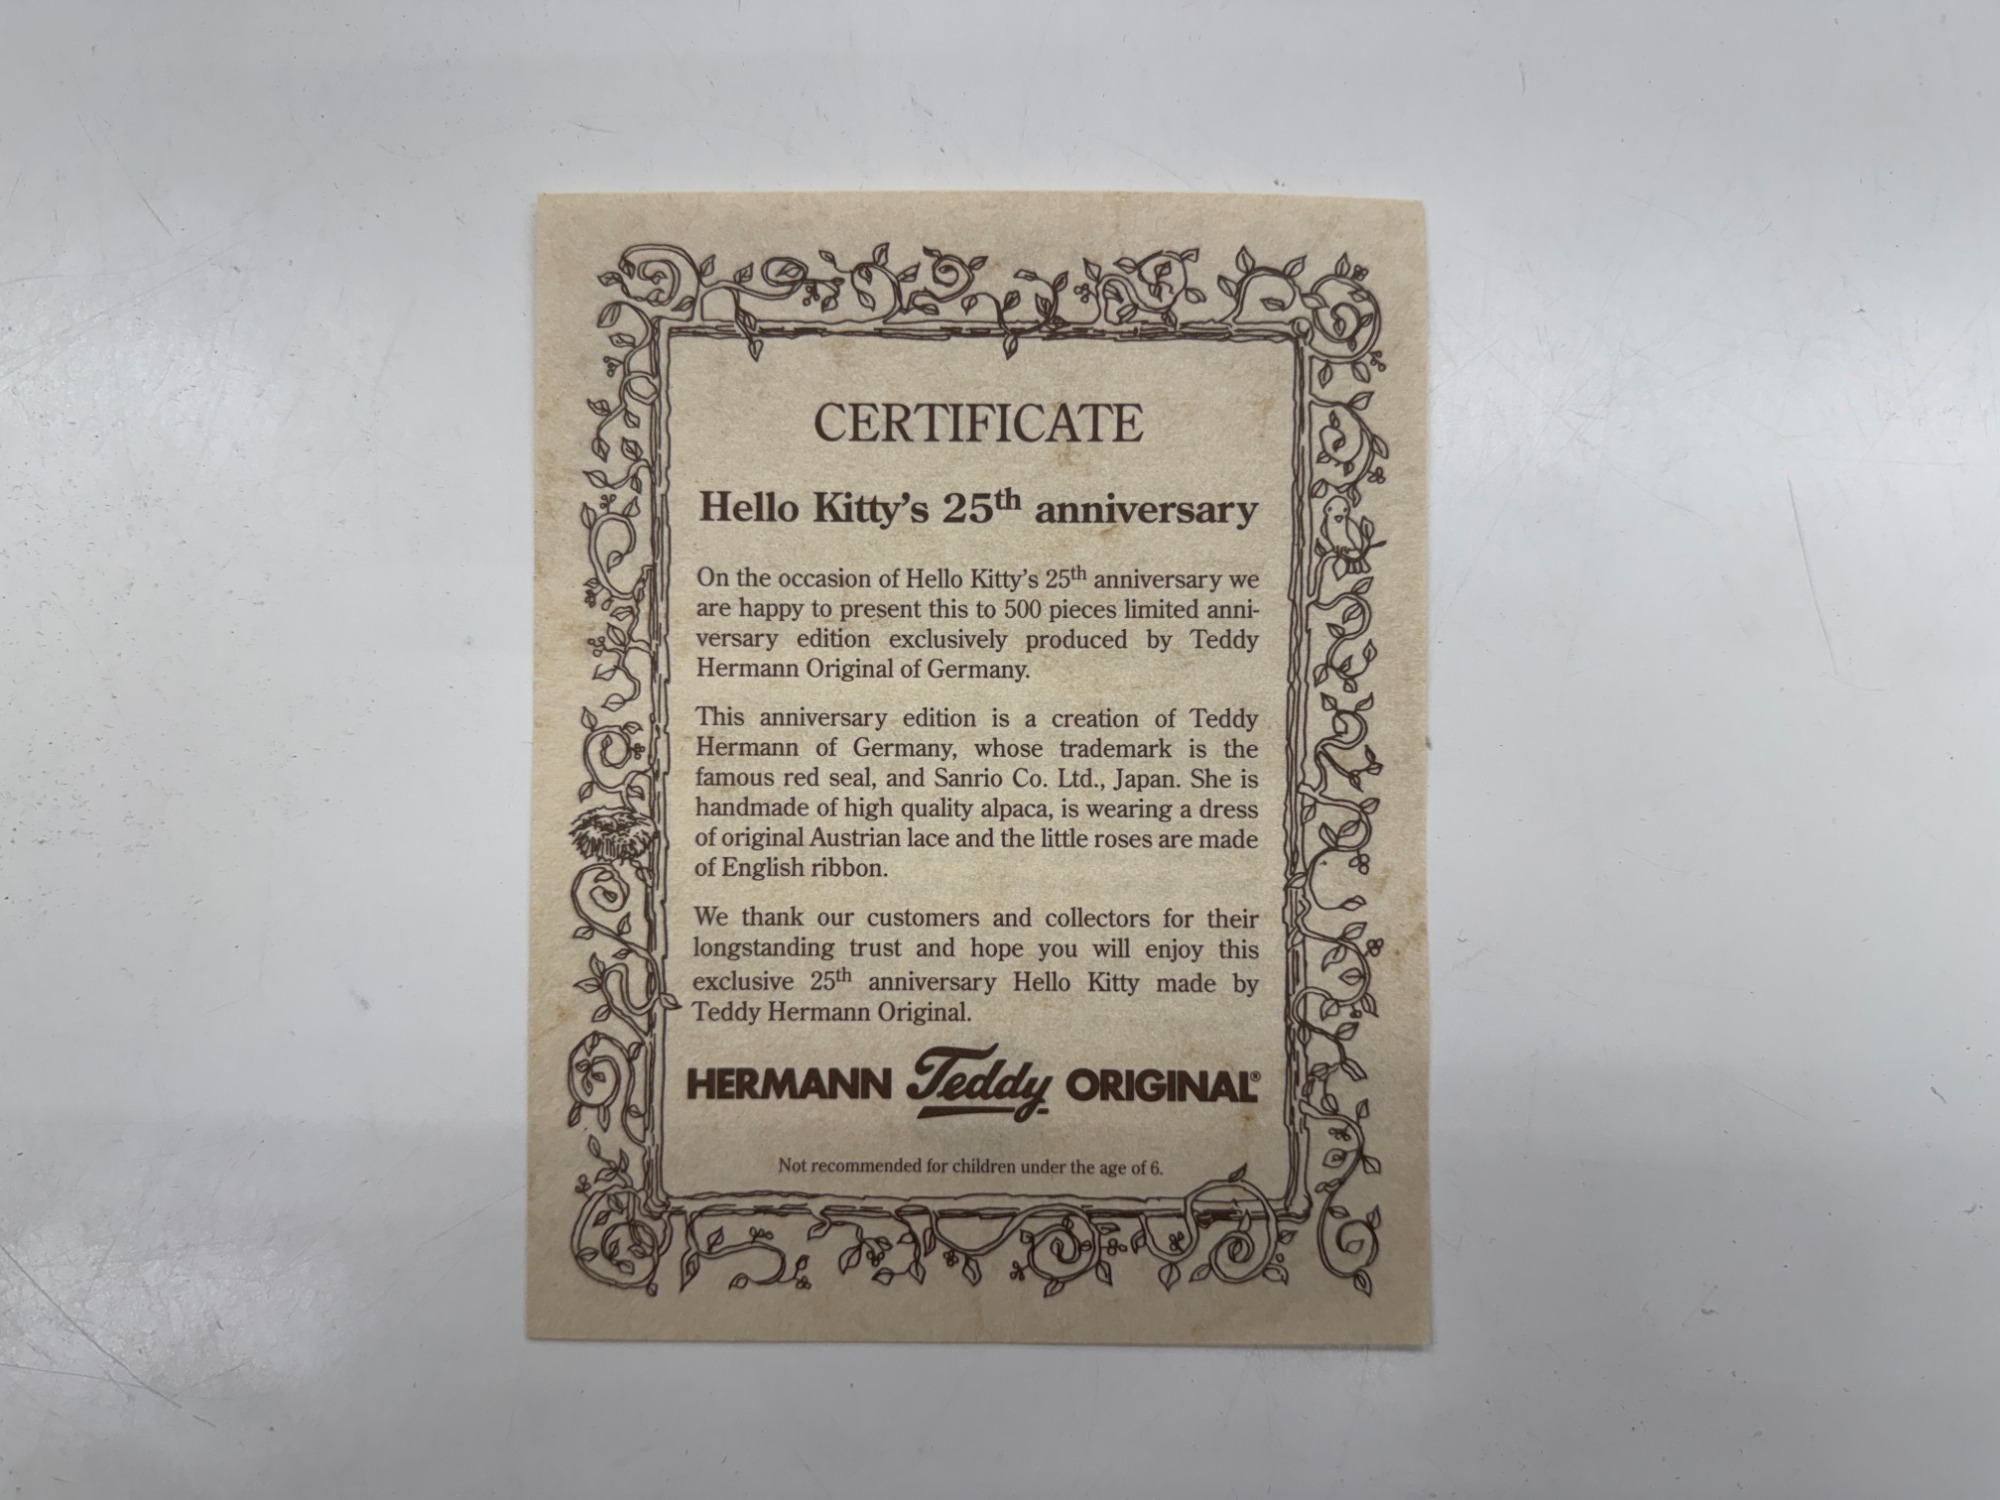 CERTIFICATE
Hello Kitty's 25th anniversary
On the occasion of Hello Kitty's 25th anniversary we
are happy to present this to 500 pieces limited anni-
versary edition exclusively produced by Teddy
Hermann Original of Germany.
This anniversary edition is a creation of Teddy
Hermann of Germany, whose trademark is the
famous red seal, and Sanrio Co. Ltd., Japan. She is
handmade of high quality alpaca, is wearing a dress
of original Austrian lace and the little roses are made
of English ribbon.
We thank our customers and collectors for their
longstanding trust and hope you will enjoy this
exclusive 25th anniversary Hello Kitty made by
Teddy Hermann Original.
HERMANN Teddy ORIGINAL®
Not recommended for children under the age of 6.